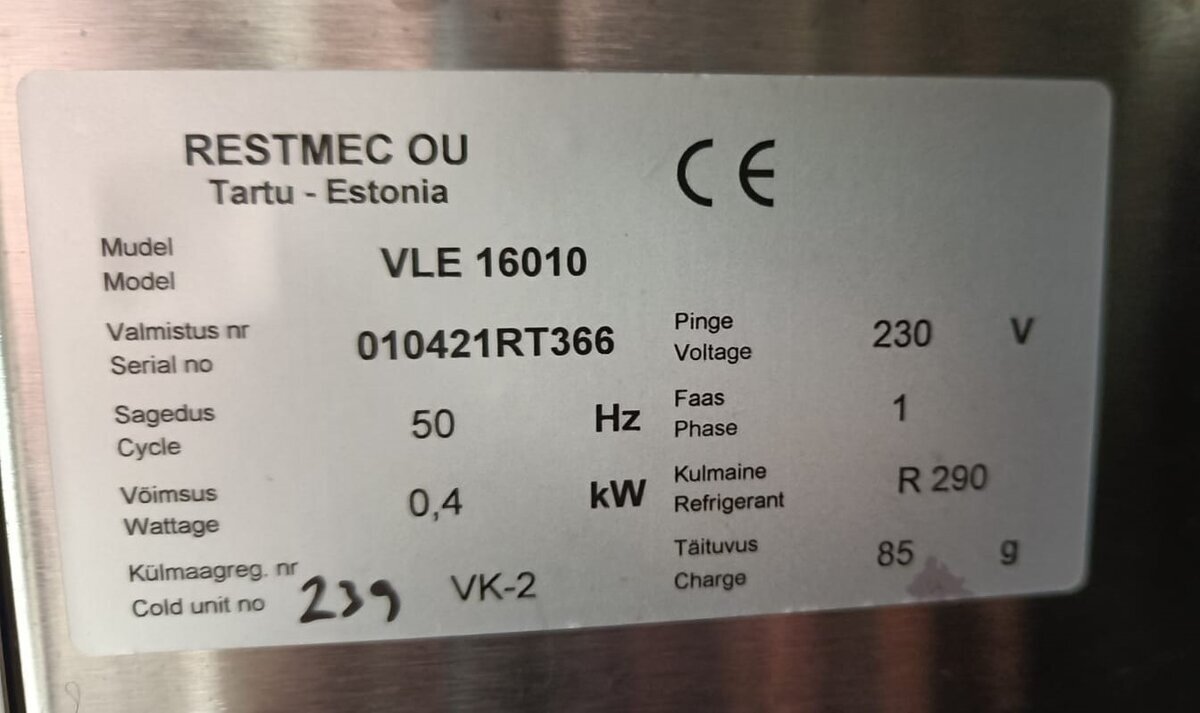 RESTMEC OU
Tartu - Estonia
CE
Mudel
Model
VLE 16010
Valmistus nr
Serial no
010421RT366
Pinge
Voltage
230 V
Sagedus
Cycle
50 Hz
Faas
Phase
1
Võimsus
Wattage
0,4 kW
Kulmaine
Refrigerant
R 290
Külmaagreg. nr
Cold unit no
239 VK-2
Täituvus
Charge
85 g